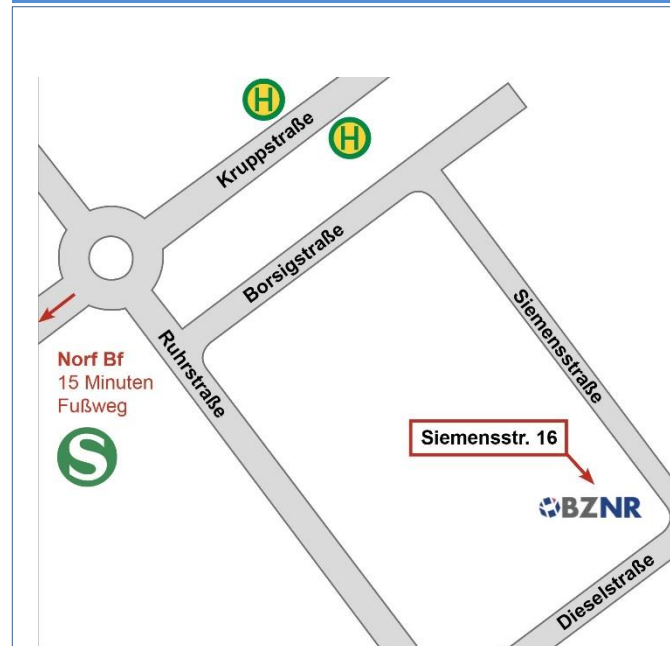 H
H
Kruppstraße
Borsigstraße
Siemensstraße
Ruhrstraße
Norf Bf
15 Minuten
Fußweg
S
Siemensstr. 16
BZNR
Dieselstraße